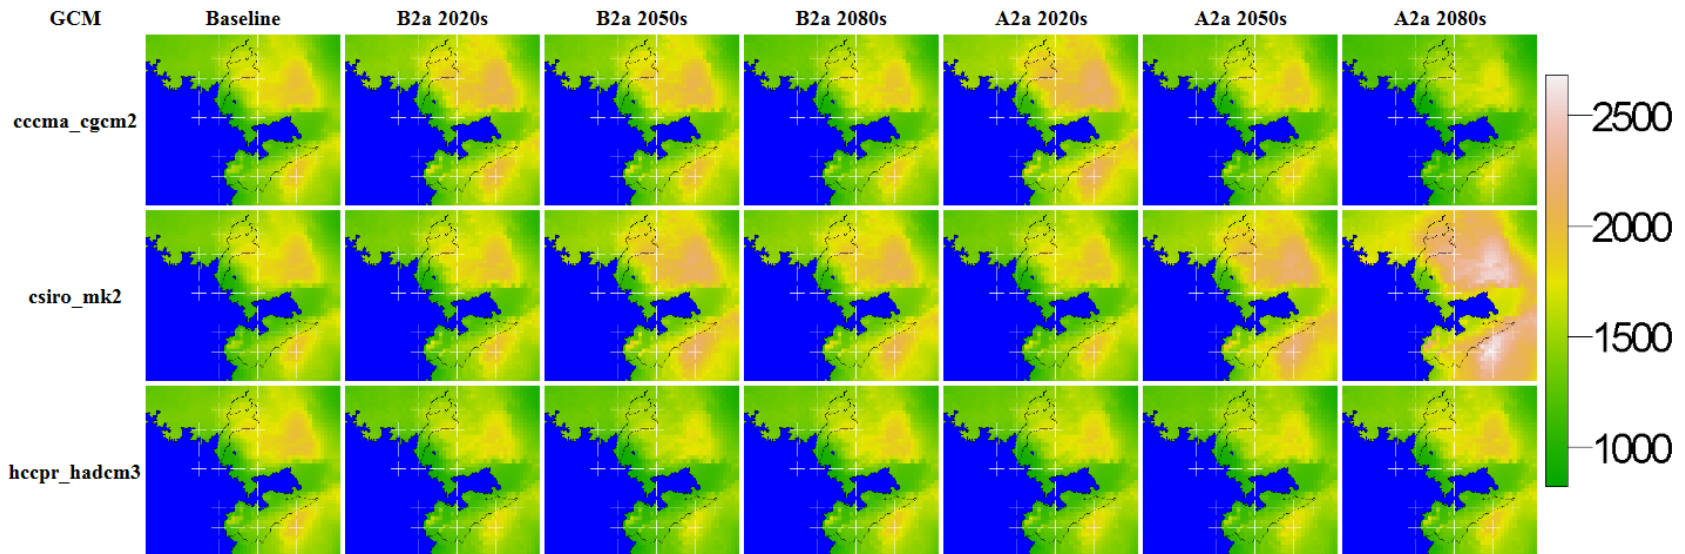 GCM Baseline B2a 2020s B2a 2050s B2a 2080s A2a 2020s A2a 2050s A2a 2080s
cccma_cgcm2
csiro_mk2
hccpr_hadcm3
2500
2000
1500
1000